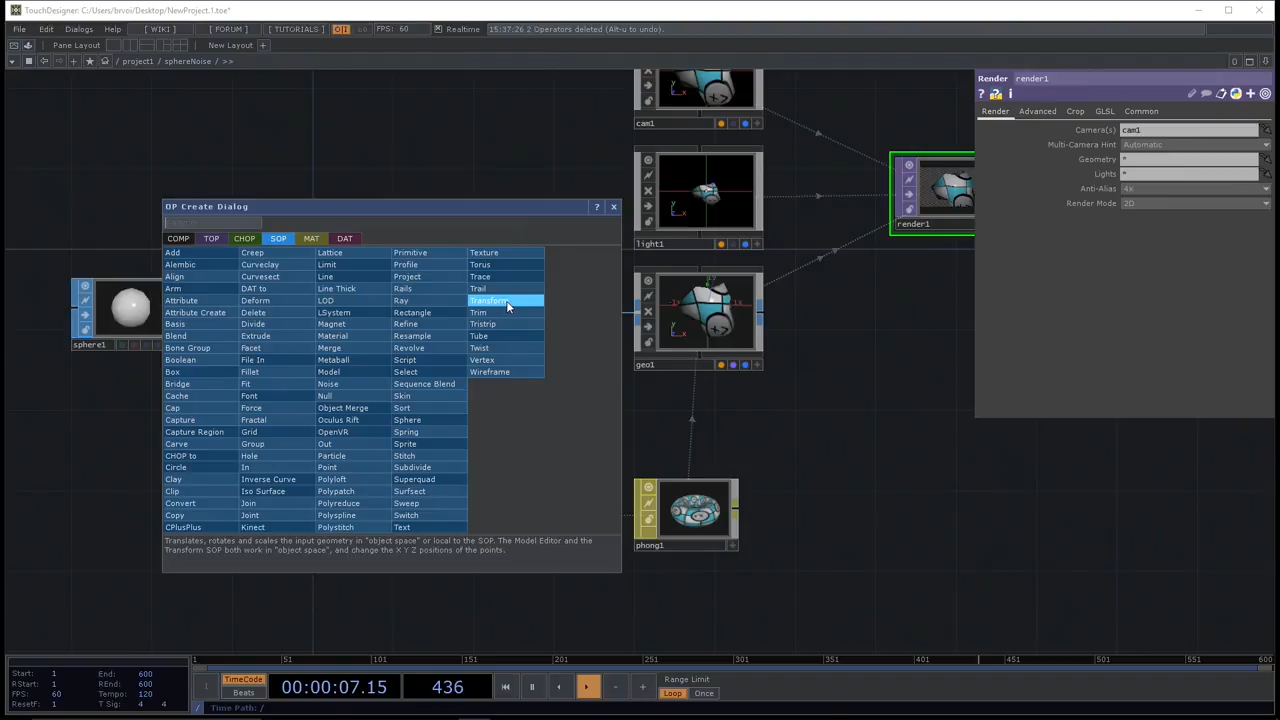 TouchDesigner: C:/Users/brvoi/Desktop/NewProject.1.toe*
File Edit Dialogs Help [ WIKI ] [ FORUM ] [ TUTORIALS ] O|I FPS: 60 Realtime 15:37:26 2 Operators deleted (Alt-u to undo).
Pane Layout New Layout +
/ project1 / sphereNoise / >> 0
Render render1
? ? i
Render Advanced Crop GLSL Common
Camera(s) cam1
Multi-Camera Hint Automatic
Geometry *
Lights *
Anti-Alias 4x
Render Mode 2D
cam1
light1
geo1
phong1
render1
sphere1
OP Create Dialog ? x
COMP TOP CHOP SOP MAT DAT
Add Creep Lattice Primitive Texture
Alembic Curveclay Limit Profile Torus
Align Curvesect Line Project Trace
Arm DAT to Line Thick Rails Trail
Attribute Deform LOD Ray Transform
Attribute Create Delete LSystem Rectangle Trim
Basis Divide Magnet Refine Tristrip
Blend Extrude Material Resample Tube
Bone Group Facet Merge Revolve Twist
Boolean File In Metaball Script Vertex
Box Fillet Model Select Wireframe
Bridge Fit Noise Sequence Blend
Cache Font Null Skin
Cap Force Object Merge Sort
Capture Fractal Oculus Rift Sphere
Capture Region Grid OpenVR Spring
Carve Group Out Sprite
CHOP to Hole Particle Stitch
Circle In Point Subdivide
Clay Inverse Curve Polyloft Superquad
Clip Iso Surface Polypatch Surfsect
Convert Join Polyreduce Sweep
Copy Joint Polyspline Switch
CPlusPlus Kinect Polystitch Text
Translates, rotates and scales the input geometry in "object space" or local to the SOP. The Model Editor and the
Transform SOP both work in "object space", and change the X Y Z positions of the points.
1 51 101 151 201 251 301 351 401 451 501 551 600
Start: 1 End: 600
RStart: 1 REnd: 600
FPS: 60 Tempo: 120
ResetF: 1 T Sig: 4 4
TimeCode
Beats
00:00:07.15 436
Range Limit
Loop Once
/ Time Path: /